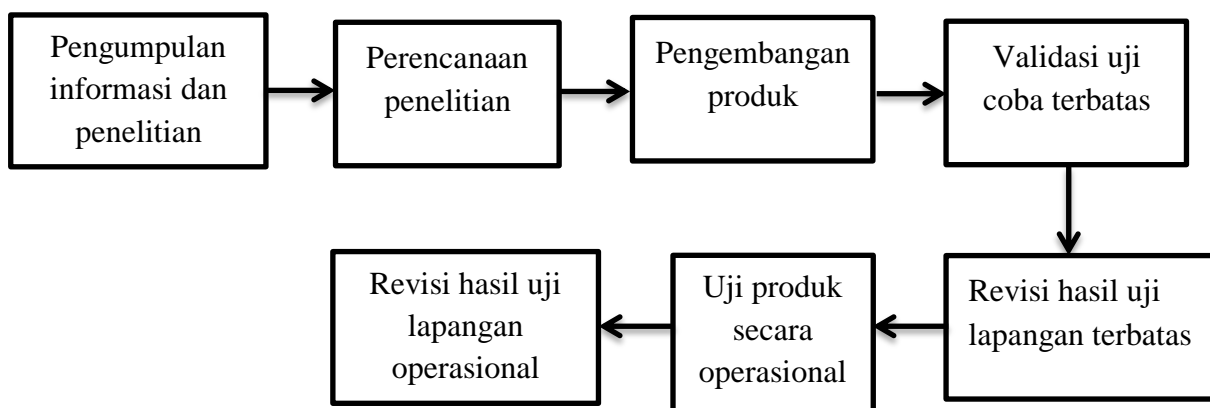 Pengumpulan
informasi dan
penelitian
Perencanaan
penelitian
Pengembangan
produk
Validasi uji
coba terbatas
Revisi hasil uji
lapangan terbatas
Uji produk
secara
operasional
Revisi hasil uji
lapangan
operasional